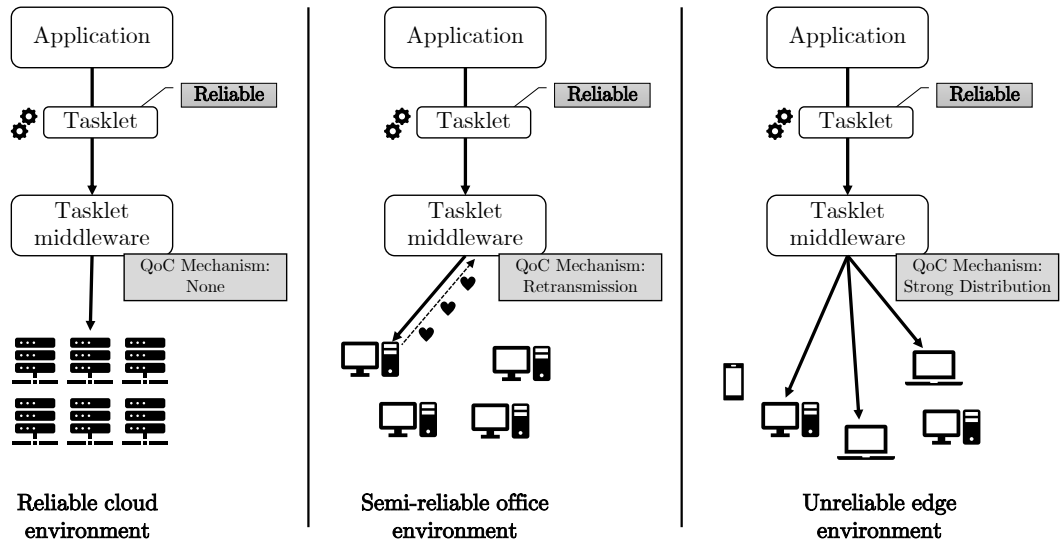 Application
Reliable
Tasklet
Tasklet
middleware
QoC Mechanism:
None
Reliable cloud
environment
Application
Reliable
Tasklet
Tasklet
middleware
QoC Mechanism:
Retransmission
Semi-reliable office
environment
Application
Reliable
Tasklet
Tasklet
middleware
QoC Mechanism:
Strong Distribution
Unreliable edge
environment